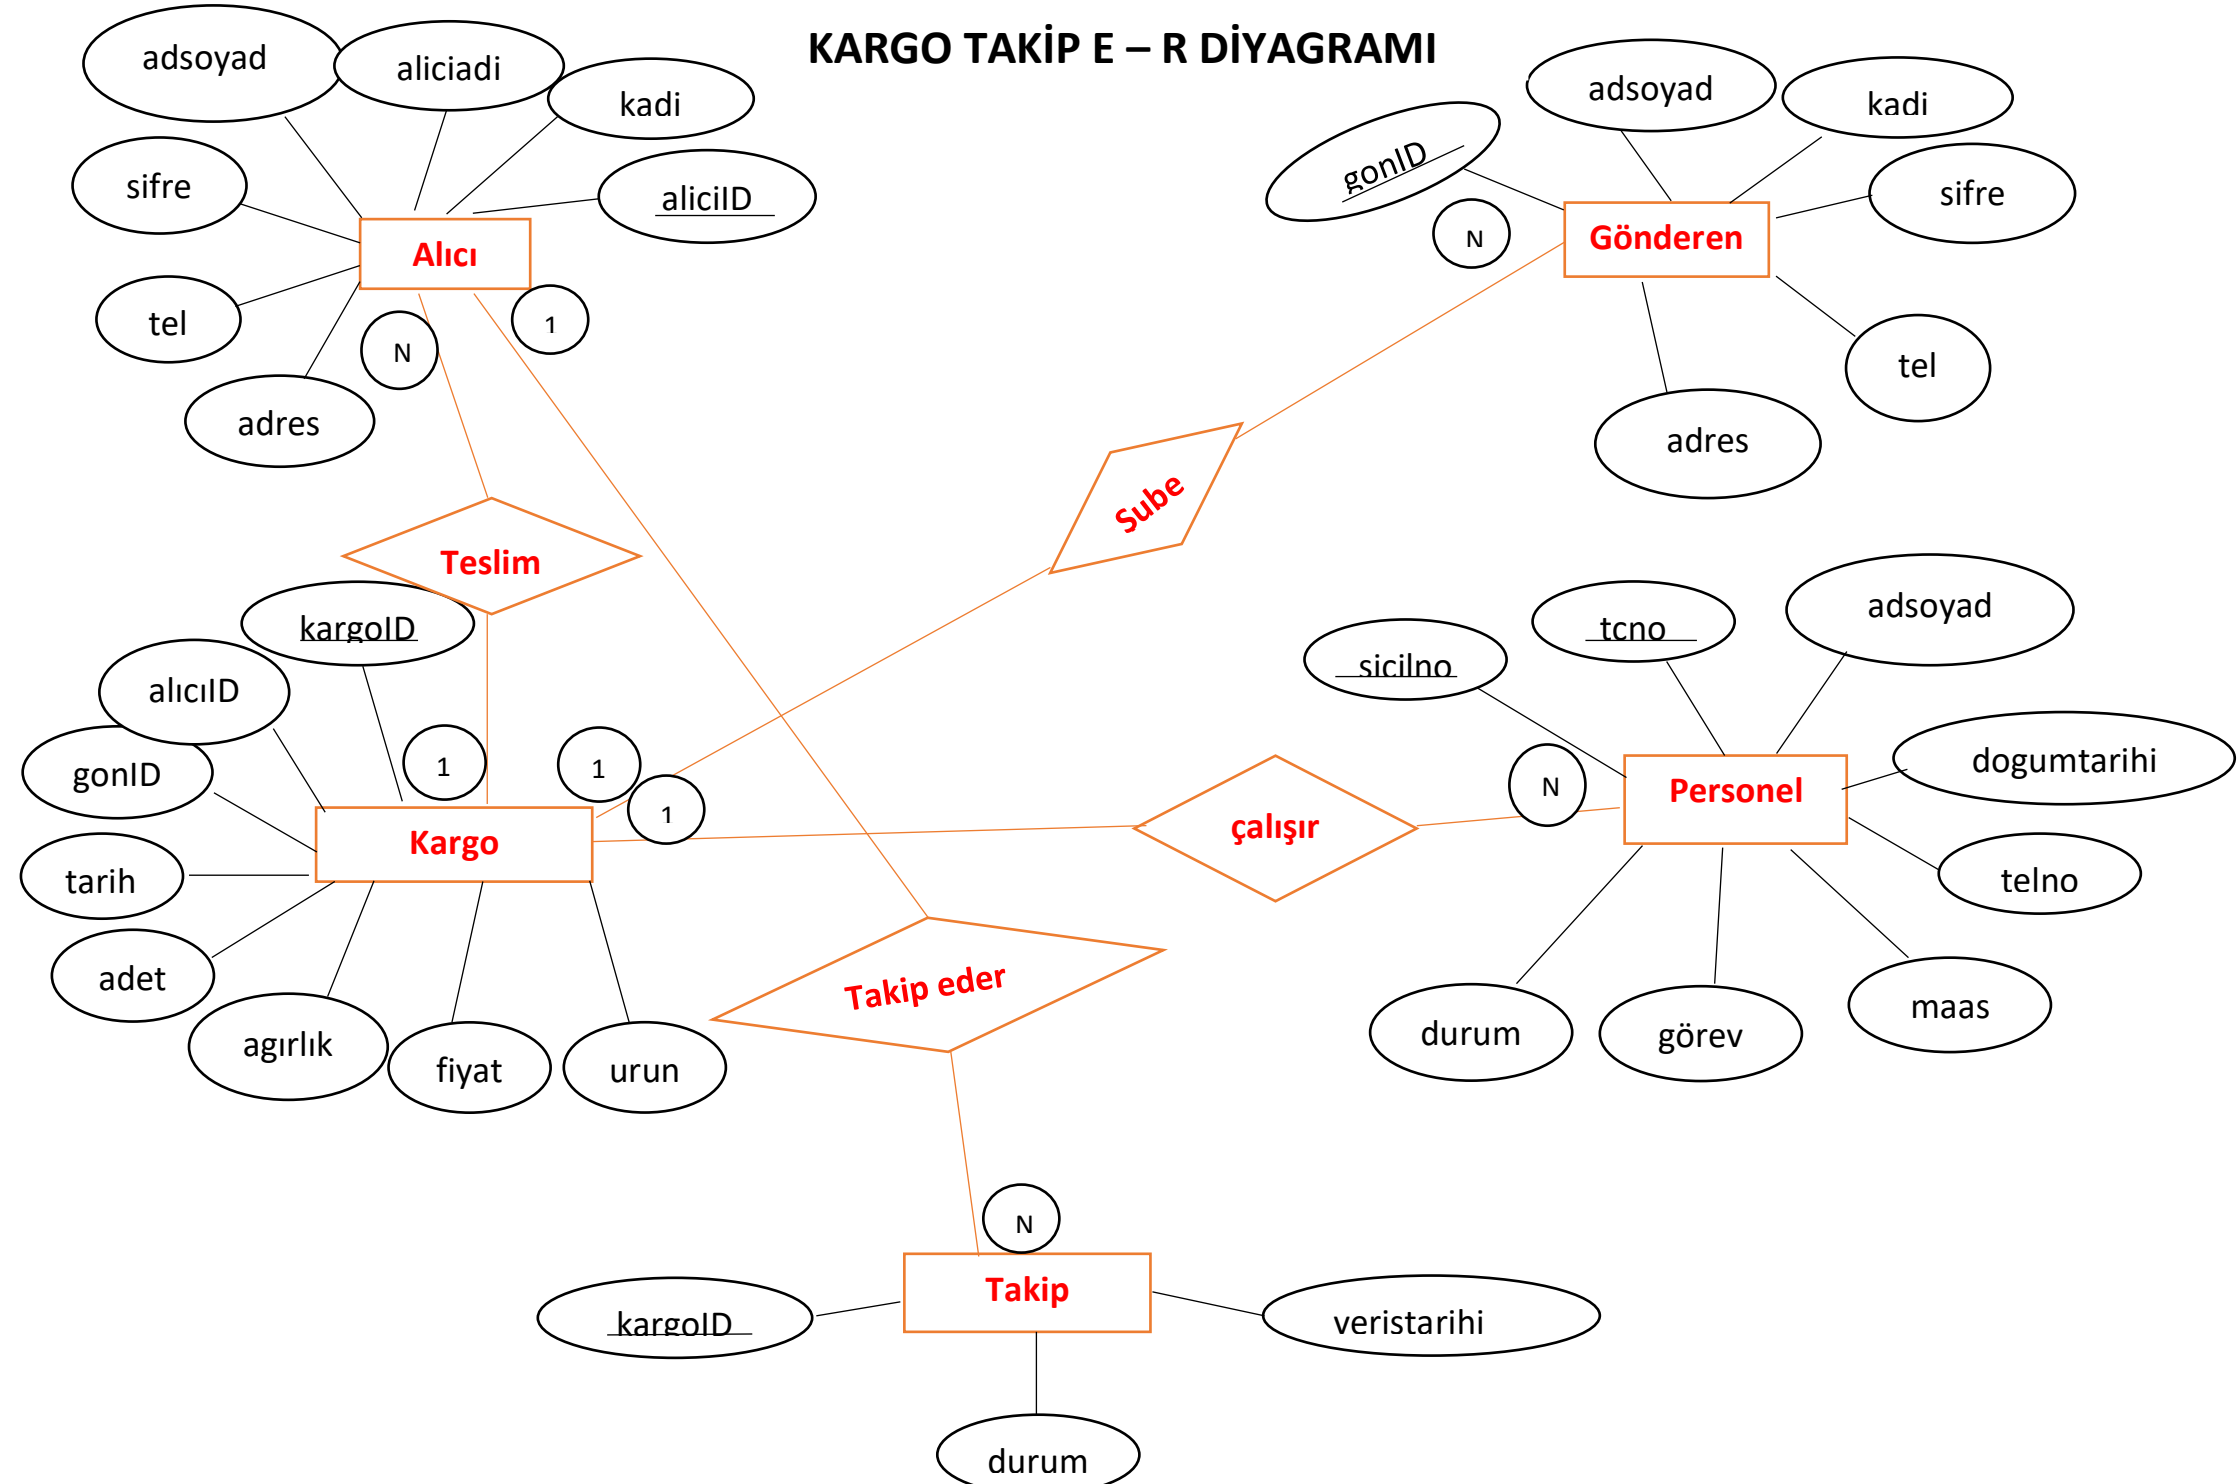 KARGO TAKİP E – R DİYAGRAMI
adsoyad
aliciadi
kadi
aliciID
sifre
tel
adres
Alıcı
N
1
gonID
adsoyad
kadi
sifre
tel
adres
Gönderen
N
Sube
Teslim
kargoID
alıcıID
gonID
tarih
adet
agırlık
fiyat
urun
Kargo
1
1
1
çalışır
N
sicilno
tcno
adsoyad
dogumtarihi
telno
maas
görev
durum
Personel
Takip eder
N
Takip
kargoID
durum
veristarihi